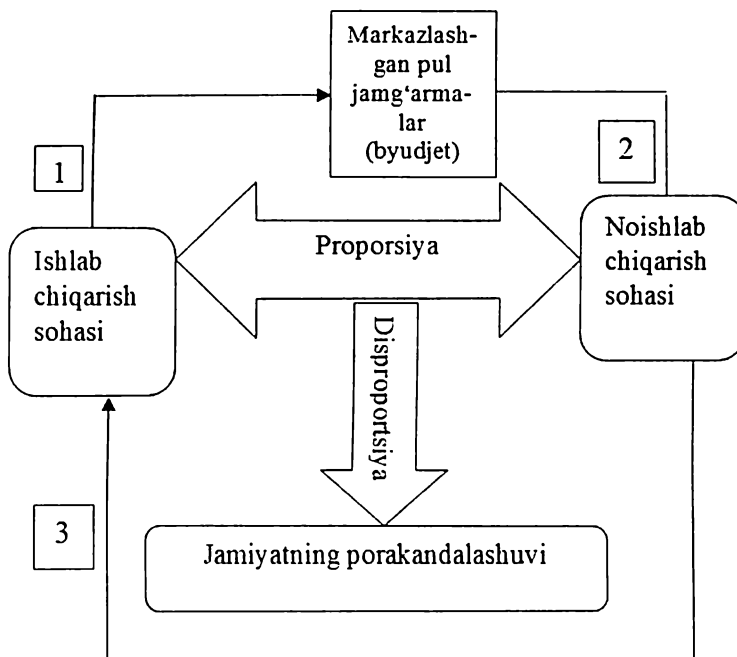 Markazlash-
gan pul
jamg‘arma-
lar
(byudjet)
1
2
Ishlab
chiqarish
sohasi
Proporsiya
Noishlab
chiqarish
sohasi
Disproportsiya
3
Jamiyatning porakandalashuvi